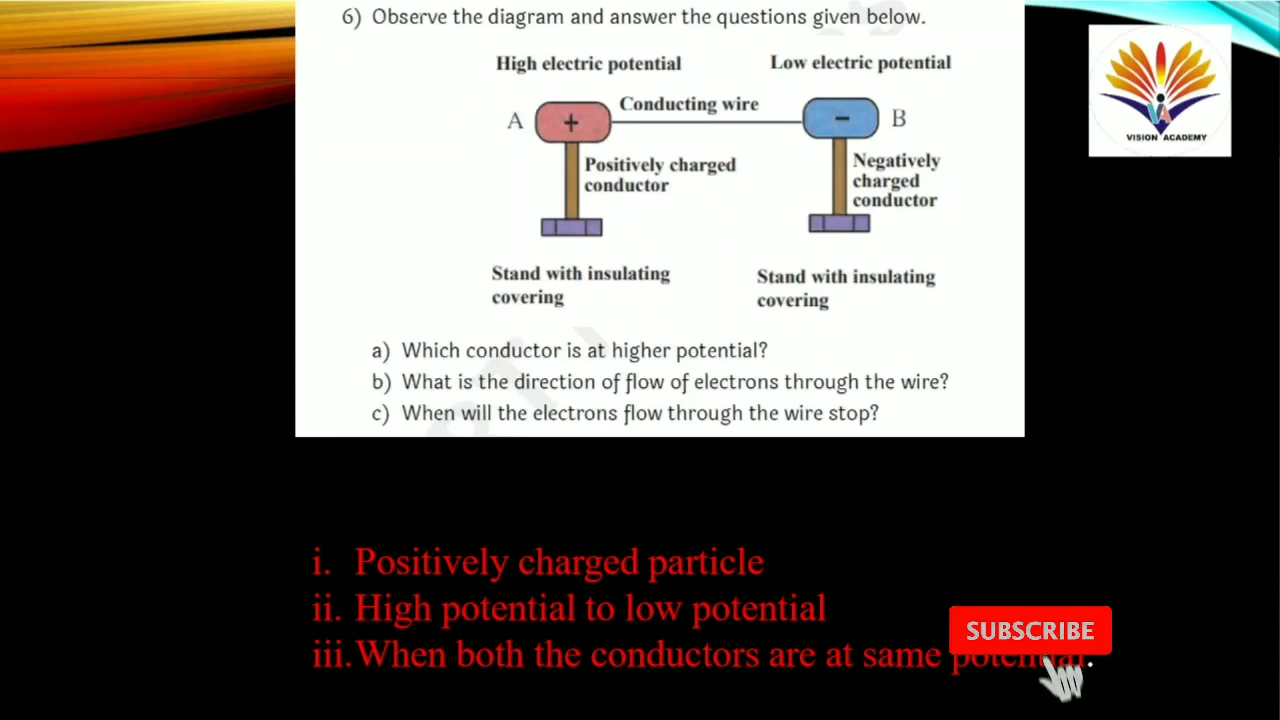 6) Observe the diagram and answer the questions given below.
High electric potential
Low electric potential
Conducting wire
A
+
-
B
Positively charged
conductor
Negatively
charged
conductor
Stand with insulating
covering
Stand with insulating
covering
a) Which conductor is at higher potential?
b) What is the direction of flow of electrons through the wire?
c) When will the electrons flow through the wire stop?
VA
VISION ACADEMY
i. Positively charged particle
ii. High potential to low potential
iii. When both the conductors are at same potential.
SUBSCRIBE